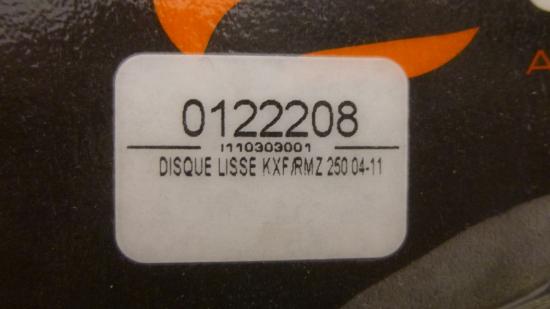 0122208
I110303001
DISQUE LISSE KXF/RMZ 250 04-11
A